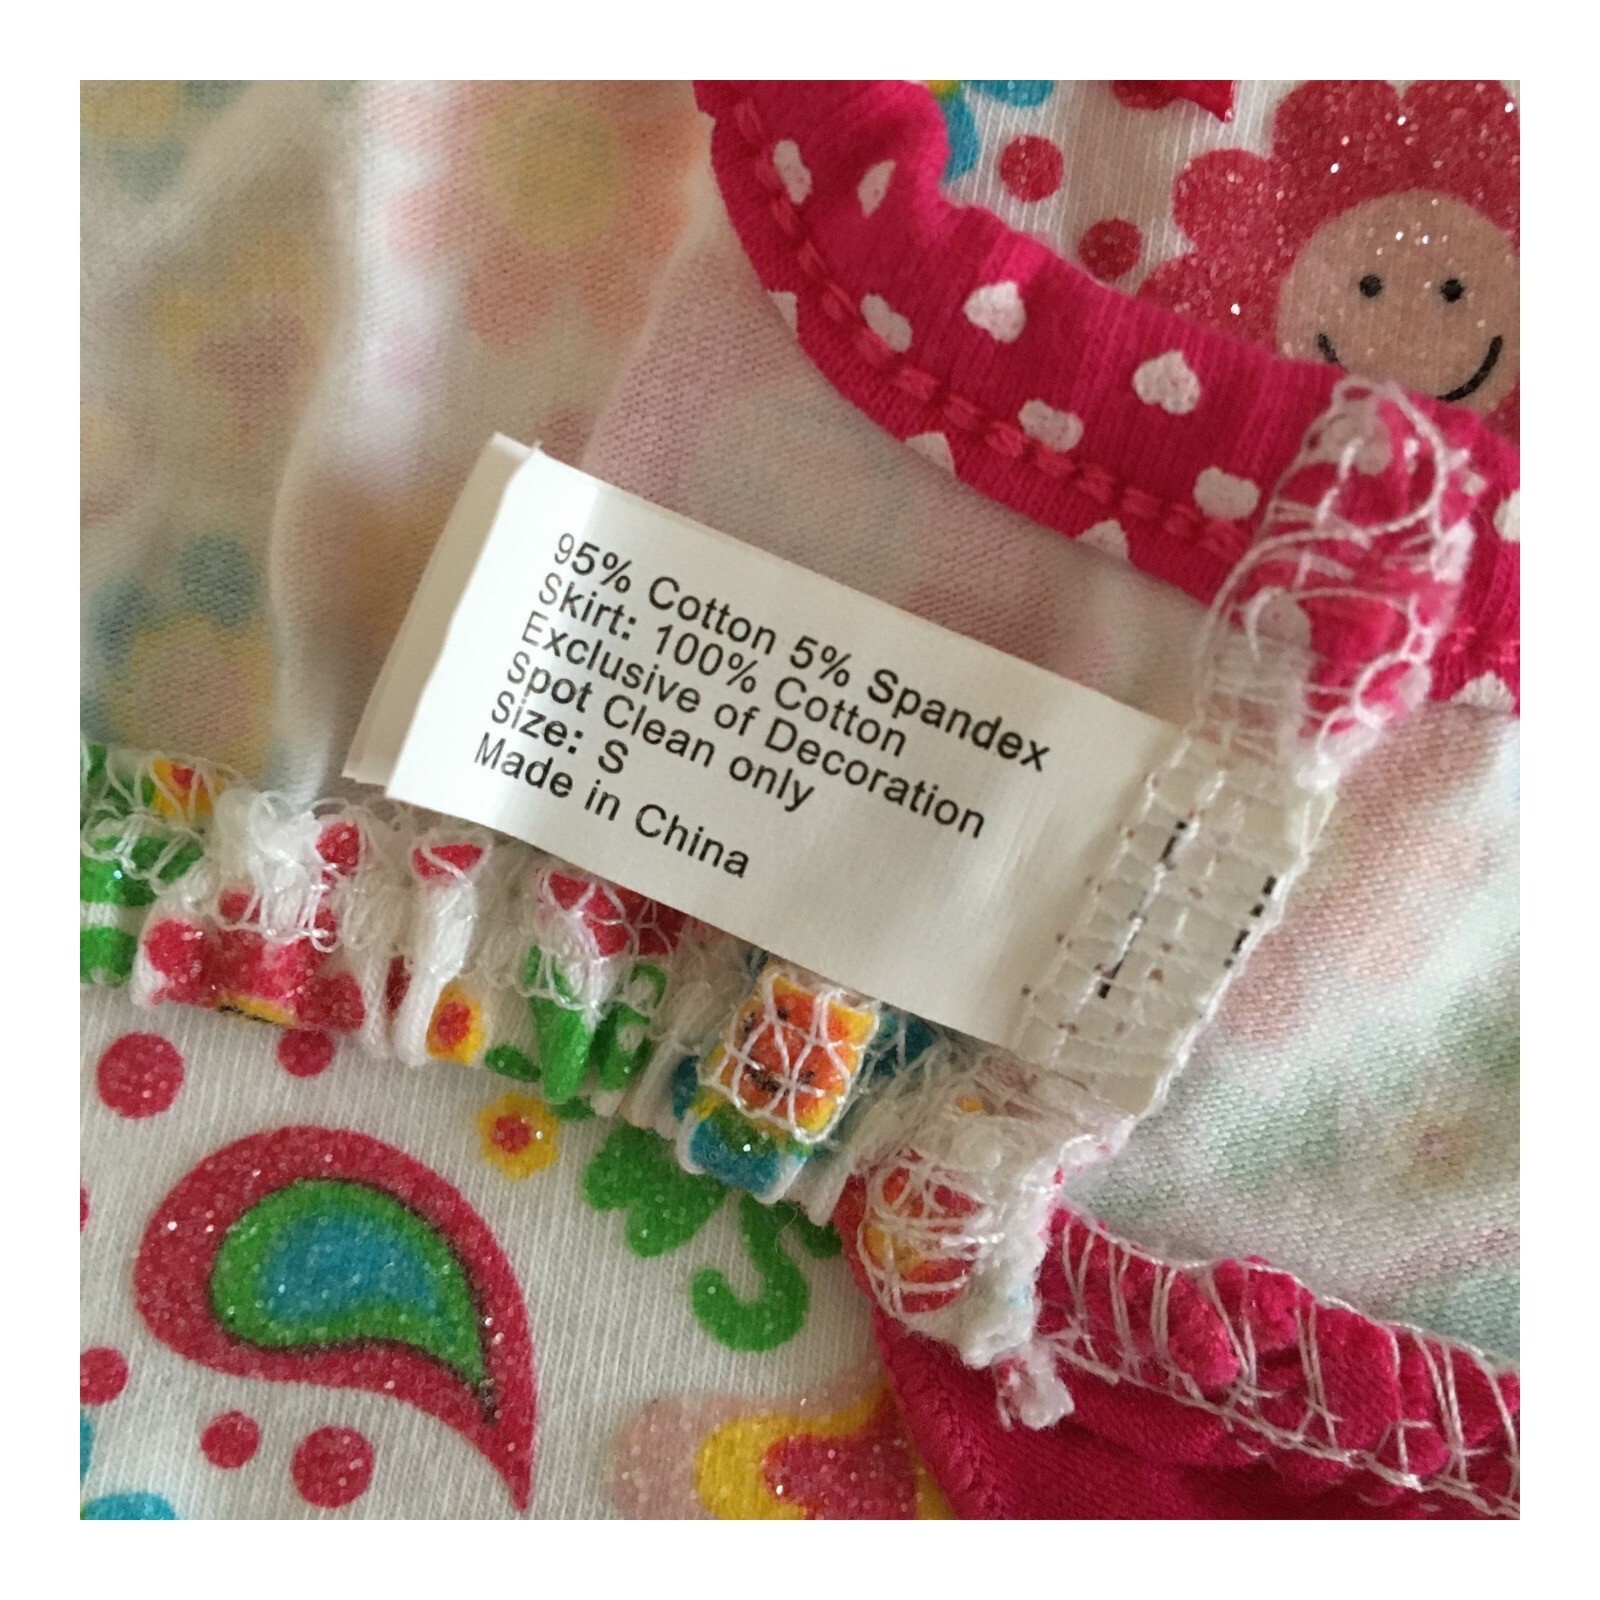 95% Cotton 5% Spandex
Skirt: 100% Cotton
Exclusive of Decoration
Spot Clean only
Size: S
Made in China